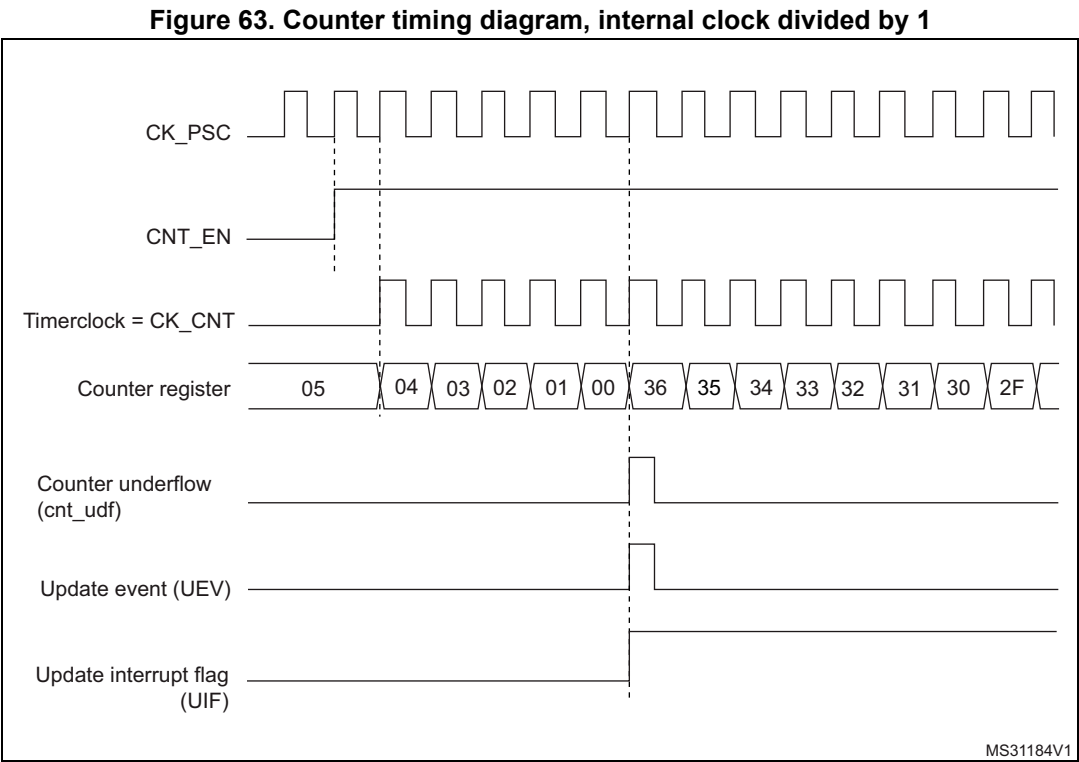 Figure 63. Counter timing diagram, internal clock divided by 1
CK_PSC
CNT_EN
Timerclock = CK_CNT
Counter register 05 04 03 02 01 00 36 35 34 33 32 31 30 2F
Counter underflow
(cnt_udf)
Update event (UEV)
Update interrupt flag
(UIF)
MS31184V1